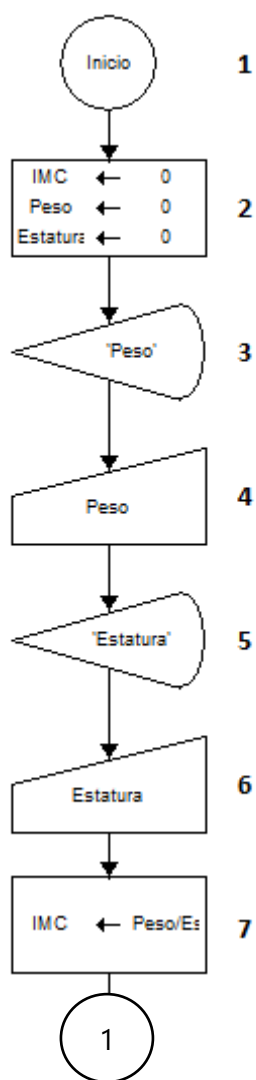 Inicio 1
IMC ← 0
Peso ← 0 2
Estatura ← 0
"Peso" 3
Peso 4
"Estatura" 5
Estatura 6
IMC ← Peso/Es 7
1